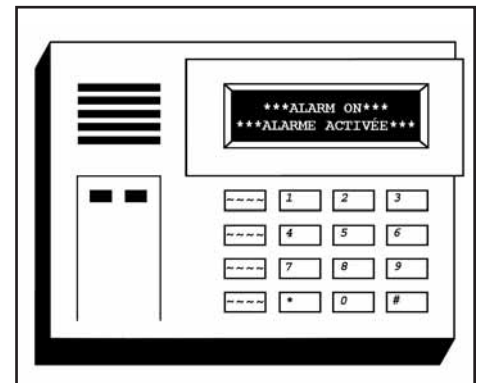 ***ALARM ON***
***ALARME ACTIVÉE***
~~~~ 1 2 3
~~~~ 4 5 6
~~~~ 7 8 9
~~~~ * 0 #